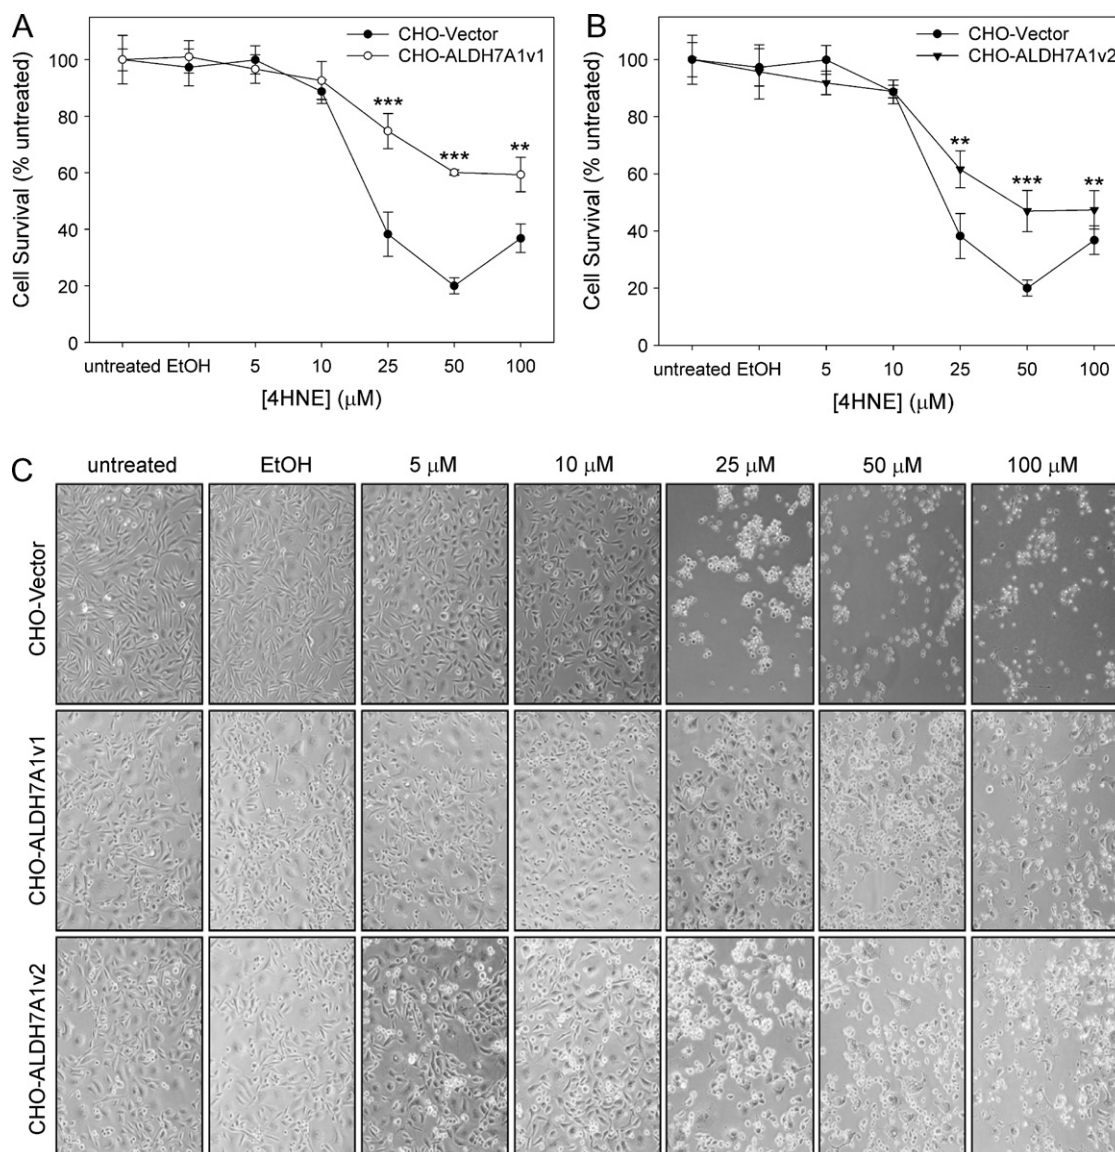 A
CHO-Vector
CHO-ALDH7A1v1
Cell Survival (% untreated)
100
80
60
40
20
0
***
***
**
untreated EtOH 5 10 25 50 100
[4HNE] (μM)
B
CHO-Vector
CHO-ALDH7A1v2
Cell Survival (% untreated)
100
80
60
40
20
0
**
***
**
untreated EtOH 5 10 25 50 100
[4HNE] (μM)
C
untreated EtOH 5 μM 10 μM 25 μM 50 μM 100 μM
CHO-Vector
CHO-ALDH7A1v1
CHO-ALDH7A1v2